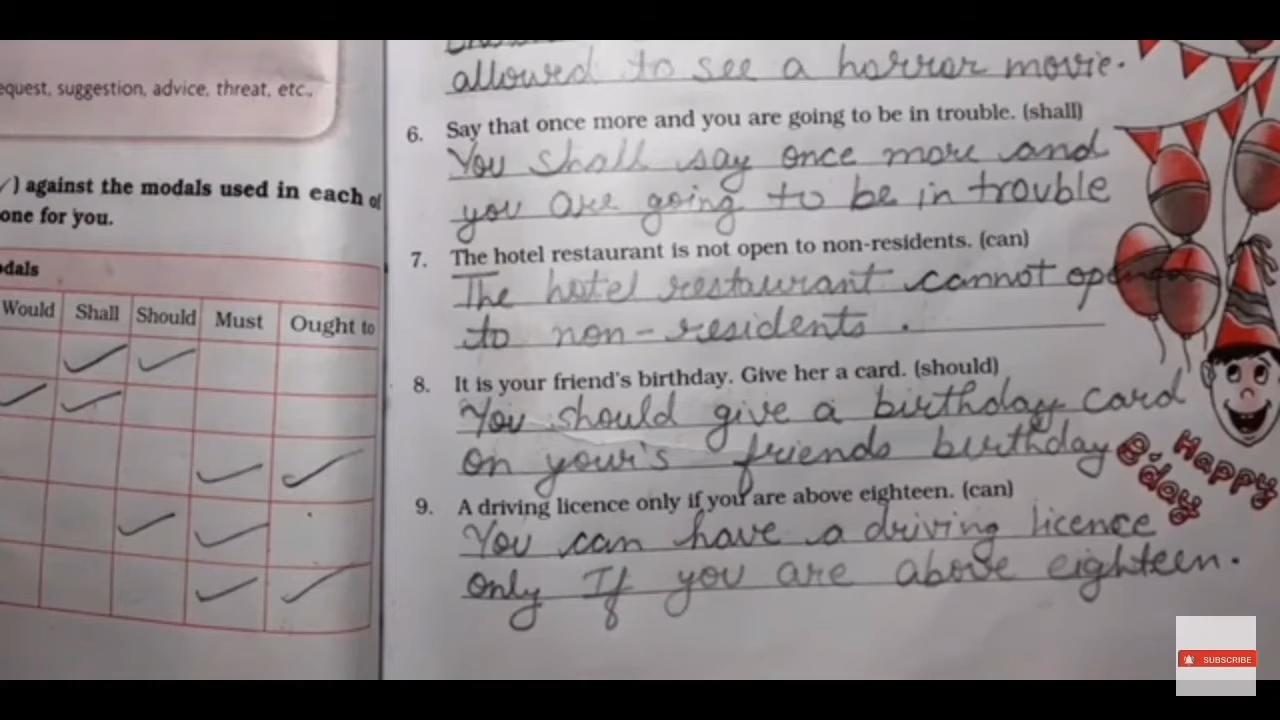 allowed to see a horror movie.
equest, suggestion, advice, threat, etc.,
6. Say that once more and you are going to be in trouble. (shall)
You shall say once more and
you are going to be in trouble
) against the modals used in each of
one for you.
7. The hotel restaurant is not open to non-residents. (can)
The hotel restaurant cannot open
to non-residents.
dals
Would Shall Should Must Ought to
8. It is your friend's birthday. Give her a card. (should)
You should give a birthday card
on your's friends birthday
Happy
B'day
9. A driving licence only if you are above eighteen. (can)
You can have a driving licence
only If you are above eighteen.
SUBSCRIBE